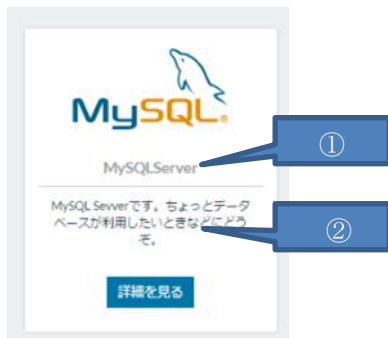 MySQL
MySQLServer
①
MySQL Severです。ちょっとデータ
ベースが利用したいときなどにどう
ぞ。
②
詳細を見る